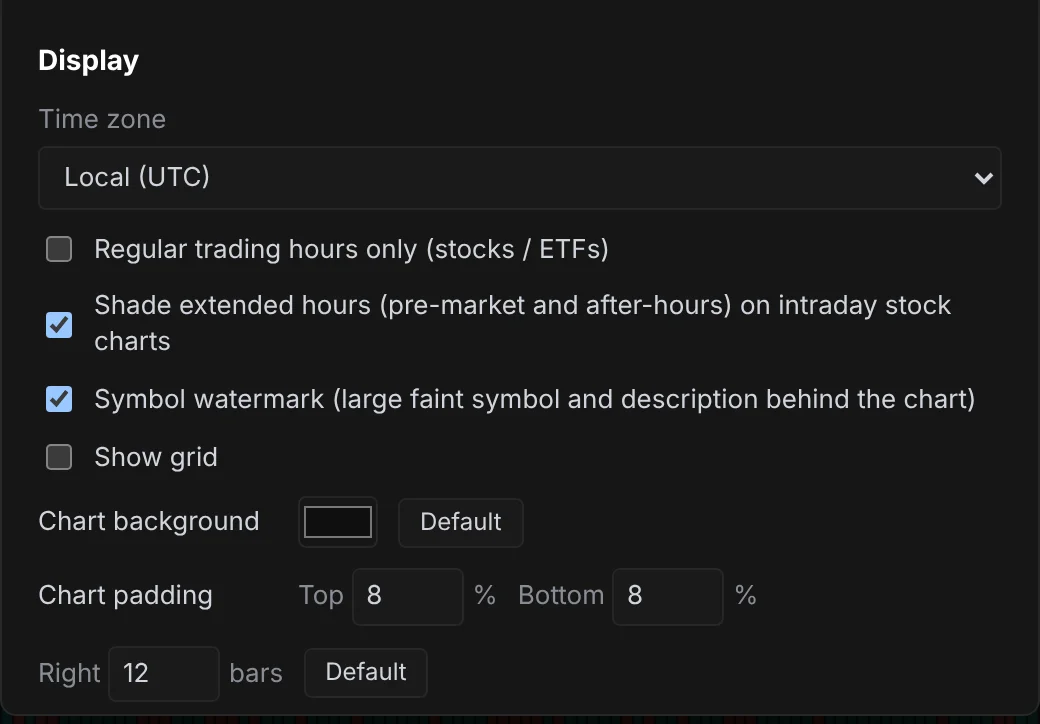 Display
Time zone
Local (UTC)
Regular trading hours only (stocks / ETFs)
Shade extended hours (pre-market and after-hours) on intraday stock
charts
Symbol watermark (large faint symbol and description behind the chart)
Show grid
Chart background Default
Chart padding Top 8 % Bottom 8 %
Right 12 bars Default